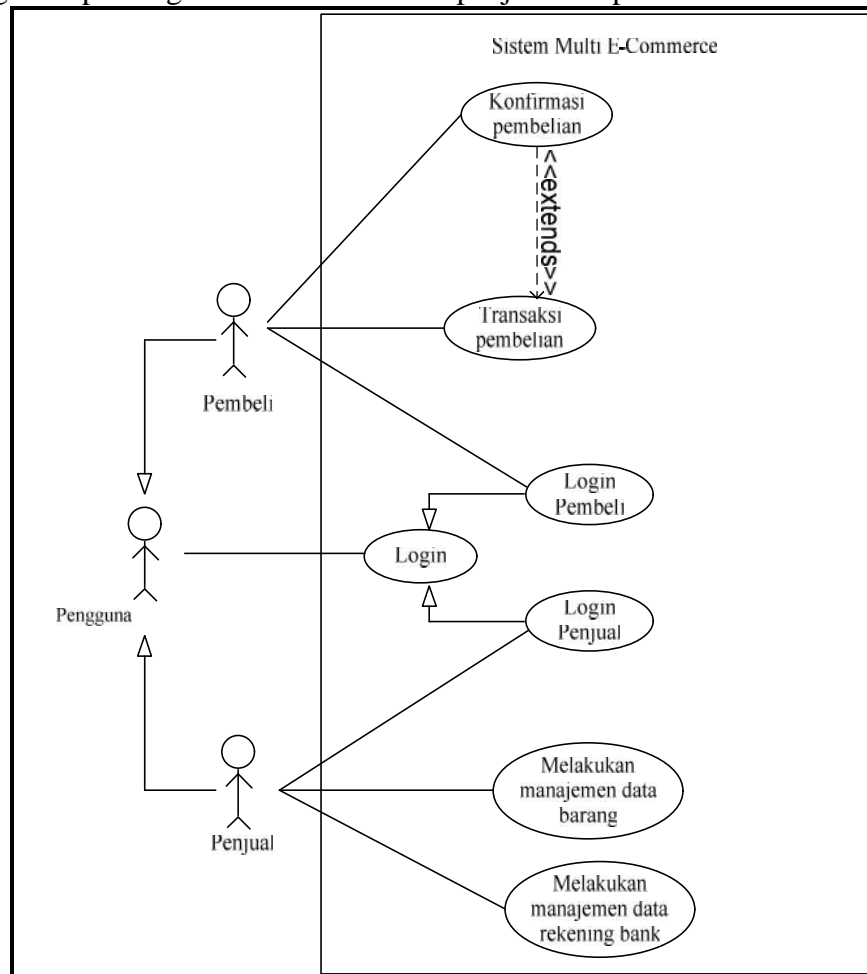 Sistem Multi E-Commerce
Konfirmasi
pembelian
<<extends>>
Transaksi
pembelian
Pembeli
Login
Pembeli
Login
Pengguna
Login
Penjual
Melakukan
manajemen data
barang
Penjual
Melakukan
manajemen data
rekening bank